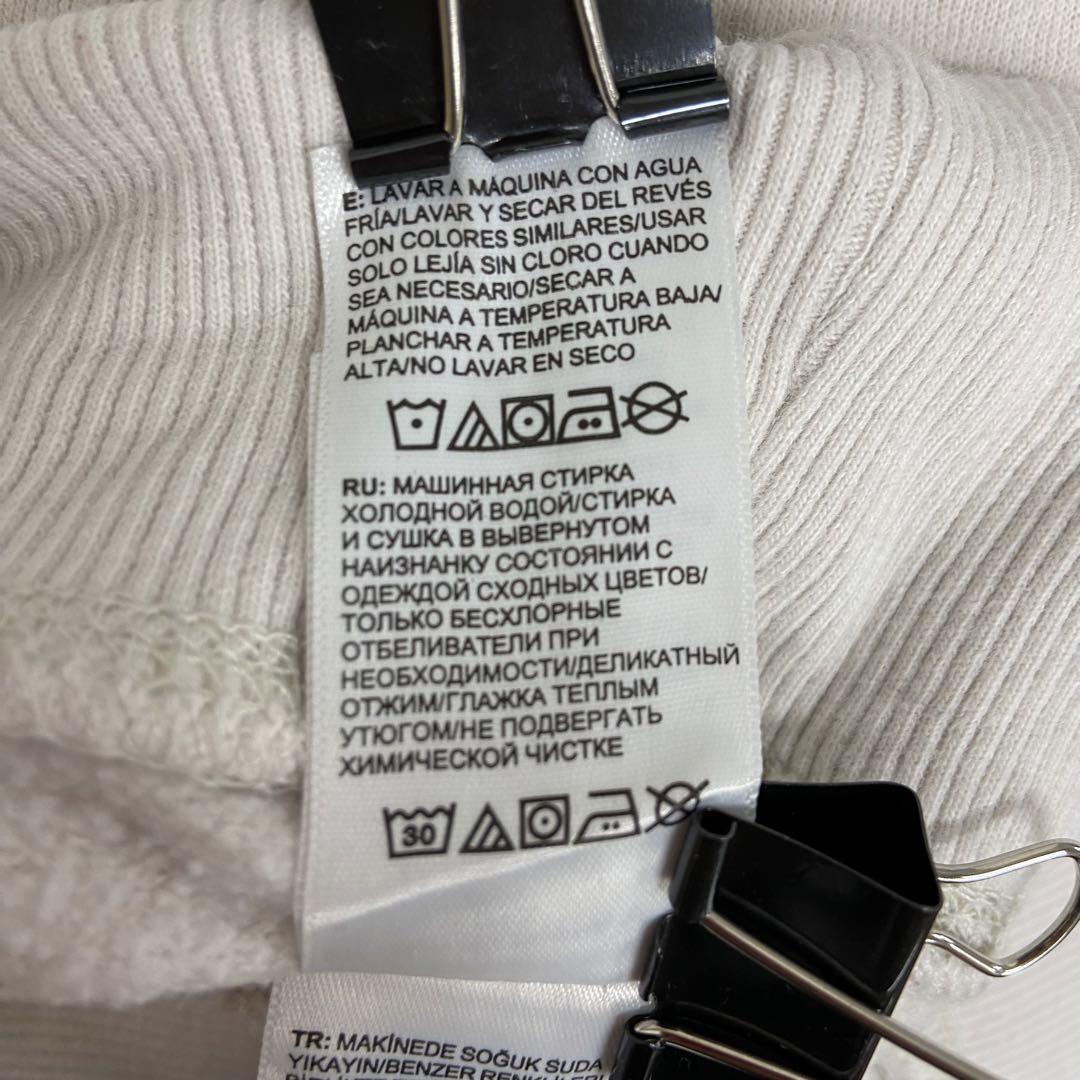 E: LAVAR A MÁQUINA CON AGUA
FRÍA/LAVAR Y SECAR DEL REVÉS
CON COLORES SIMILARES/USAR
SOLO LEJÍA SIN CLORO CUANDO
SEA NECESARIO/SECAR A
MÁQUINA A TEMPERATURA BAJA/
PLANCHAR A TEMPERATURA
ALTA/NO LAVAR EN SECO
RU: МАШИННАЯ СТИРКА
ХОЛОДНОЙ ВОДОЙ/СТИРКА
И СУШКА В ВЫВЕРНУТОМ
НАИЗНАНКУ СОСТОЯНИИ С
ОДЕЖДОЙ СХОДНЫХ ЦВЕТОВ/
ТОЛЬКО БЕСХЛОРНЫЕ
ОТБЕЛИВАТЕЛИ ПРИ
НЕОБХОДИМОСТИ/ДЕЛИКАТНЫЙ
ОТЖИМ/ГЛАЖКА ТЕПЛЫМ
УТЮГОМ/НЕ ПОДВЕРГАТЬ
ХИМИЧЕСКОЙ ЧИСТКЕ
30
TR: MAKİNEDE SOĞUK SUDA
YIKAYIN/BENZER